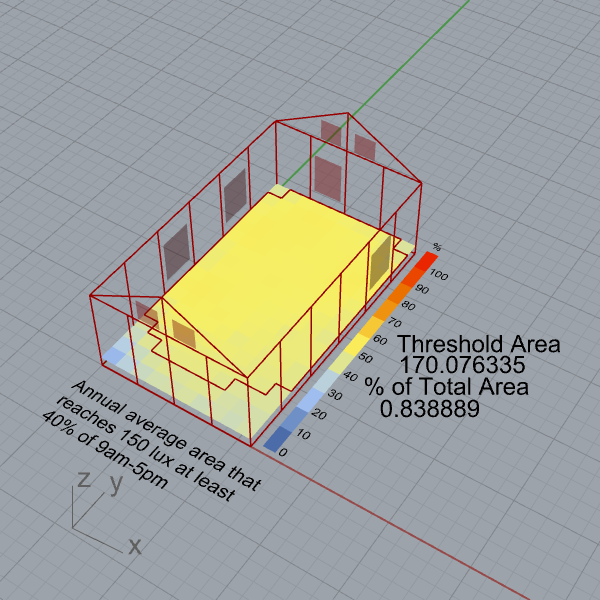 %
100
90
80
70
60
50
40
30
20
10
0
Threshold Area
170.076335
% of Total Area
0.838889
Annual average area that
reaches 150 lux at least
40% of 9am-5pm
z
y
x